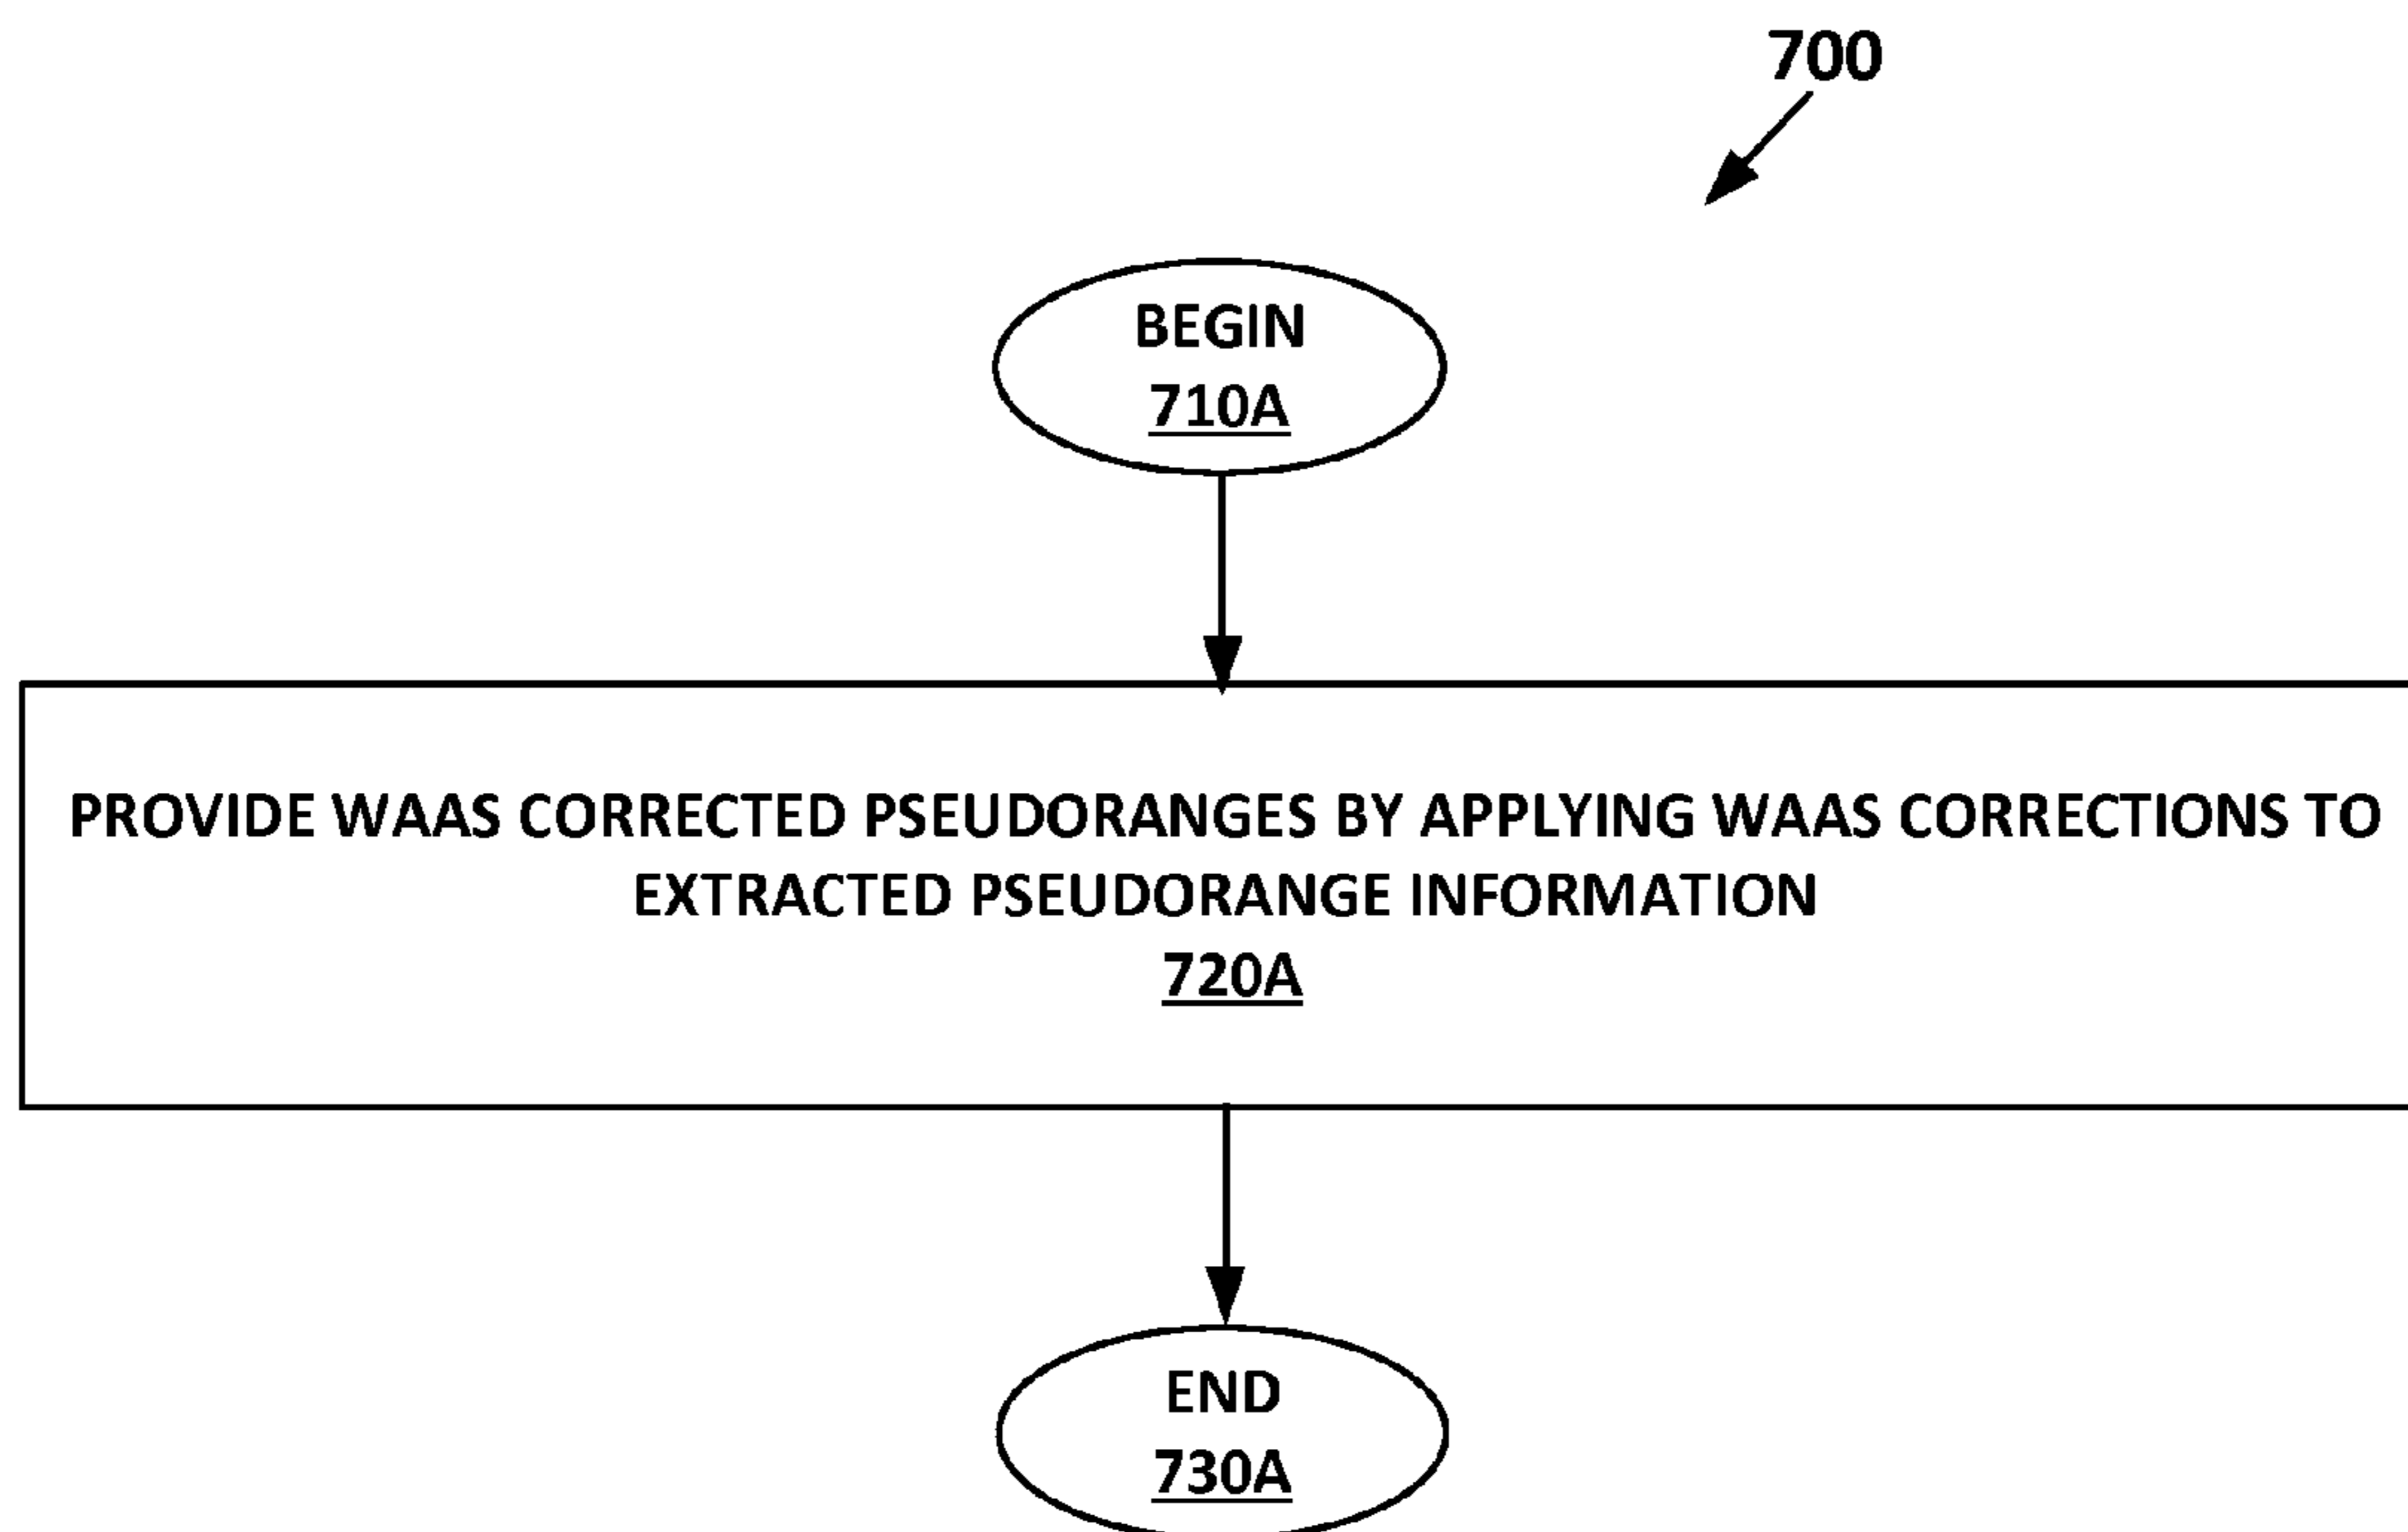 700
BEGIN
710A
PROVIDE WAAS CORRECTED PSEUDORANGES BY APPLYING WAAS CORRECTIONS TO
EXTRACTED PSEUDORANGE INFORMATION
720A
END
730A